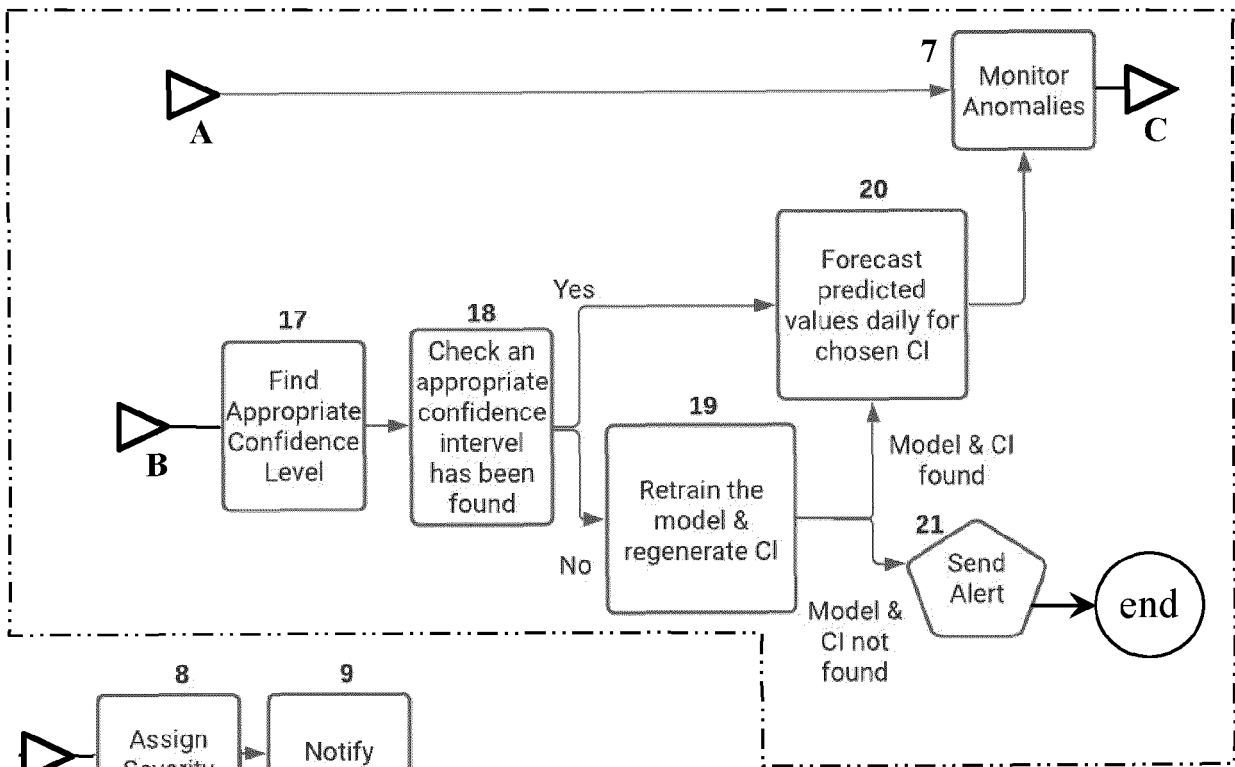 7
Monitor
Anomalies
A
C
20
Forecast
predicted
values daily for
chosen CI
Yes
17
Find
Appropriate
Confidence
Level
18
Check an
appropriate
confidence
intervel
has been
found
B
19
Retrain the
model &
regenerate CI
No
Model & CI
found
21
Send
Alert
end
Model &
CI not
found
8
Assign
Severity
9
Notify